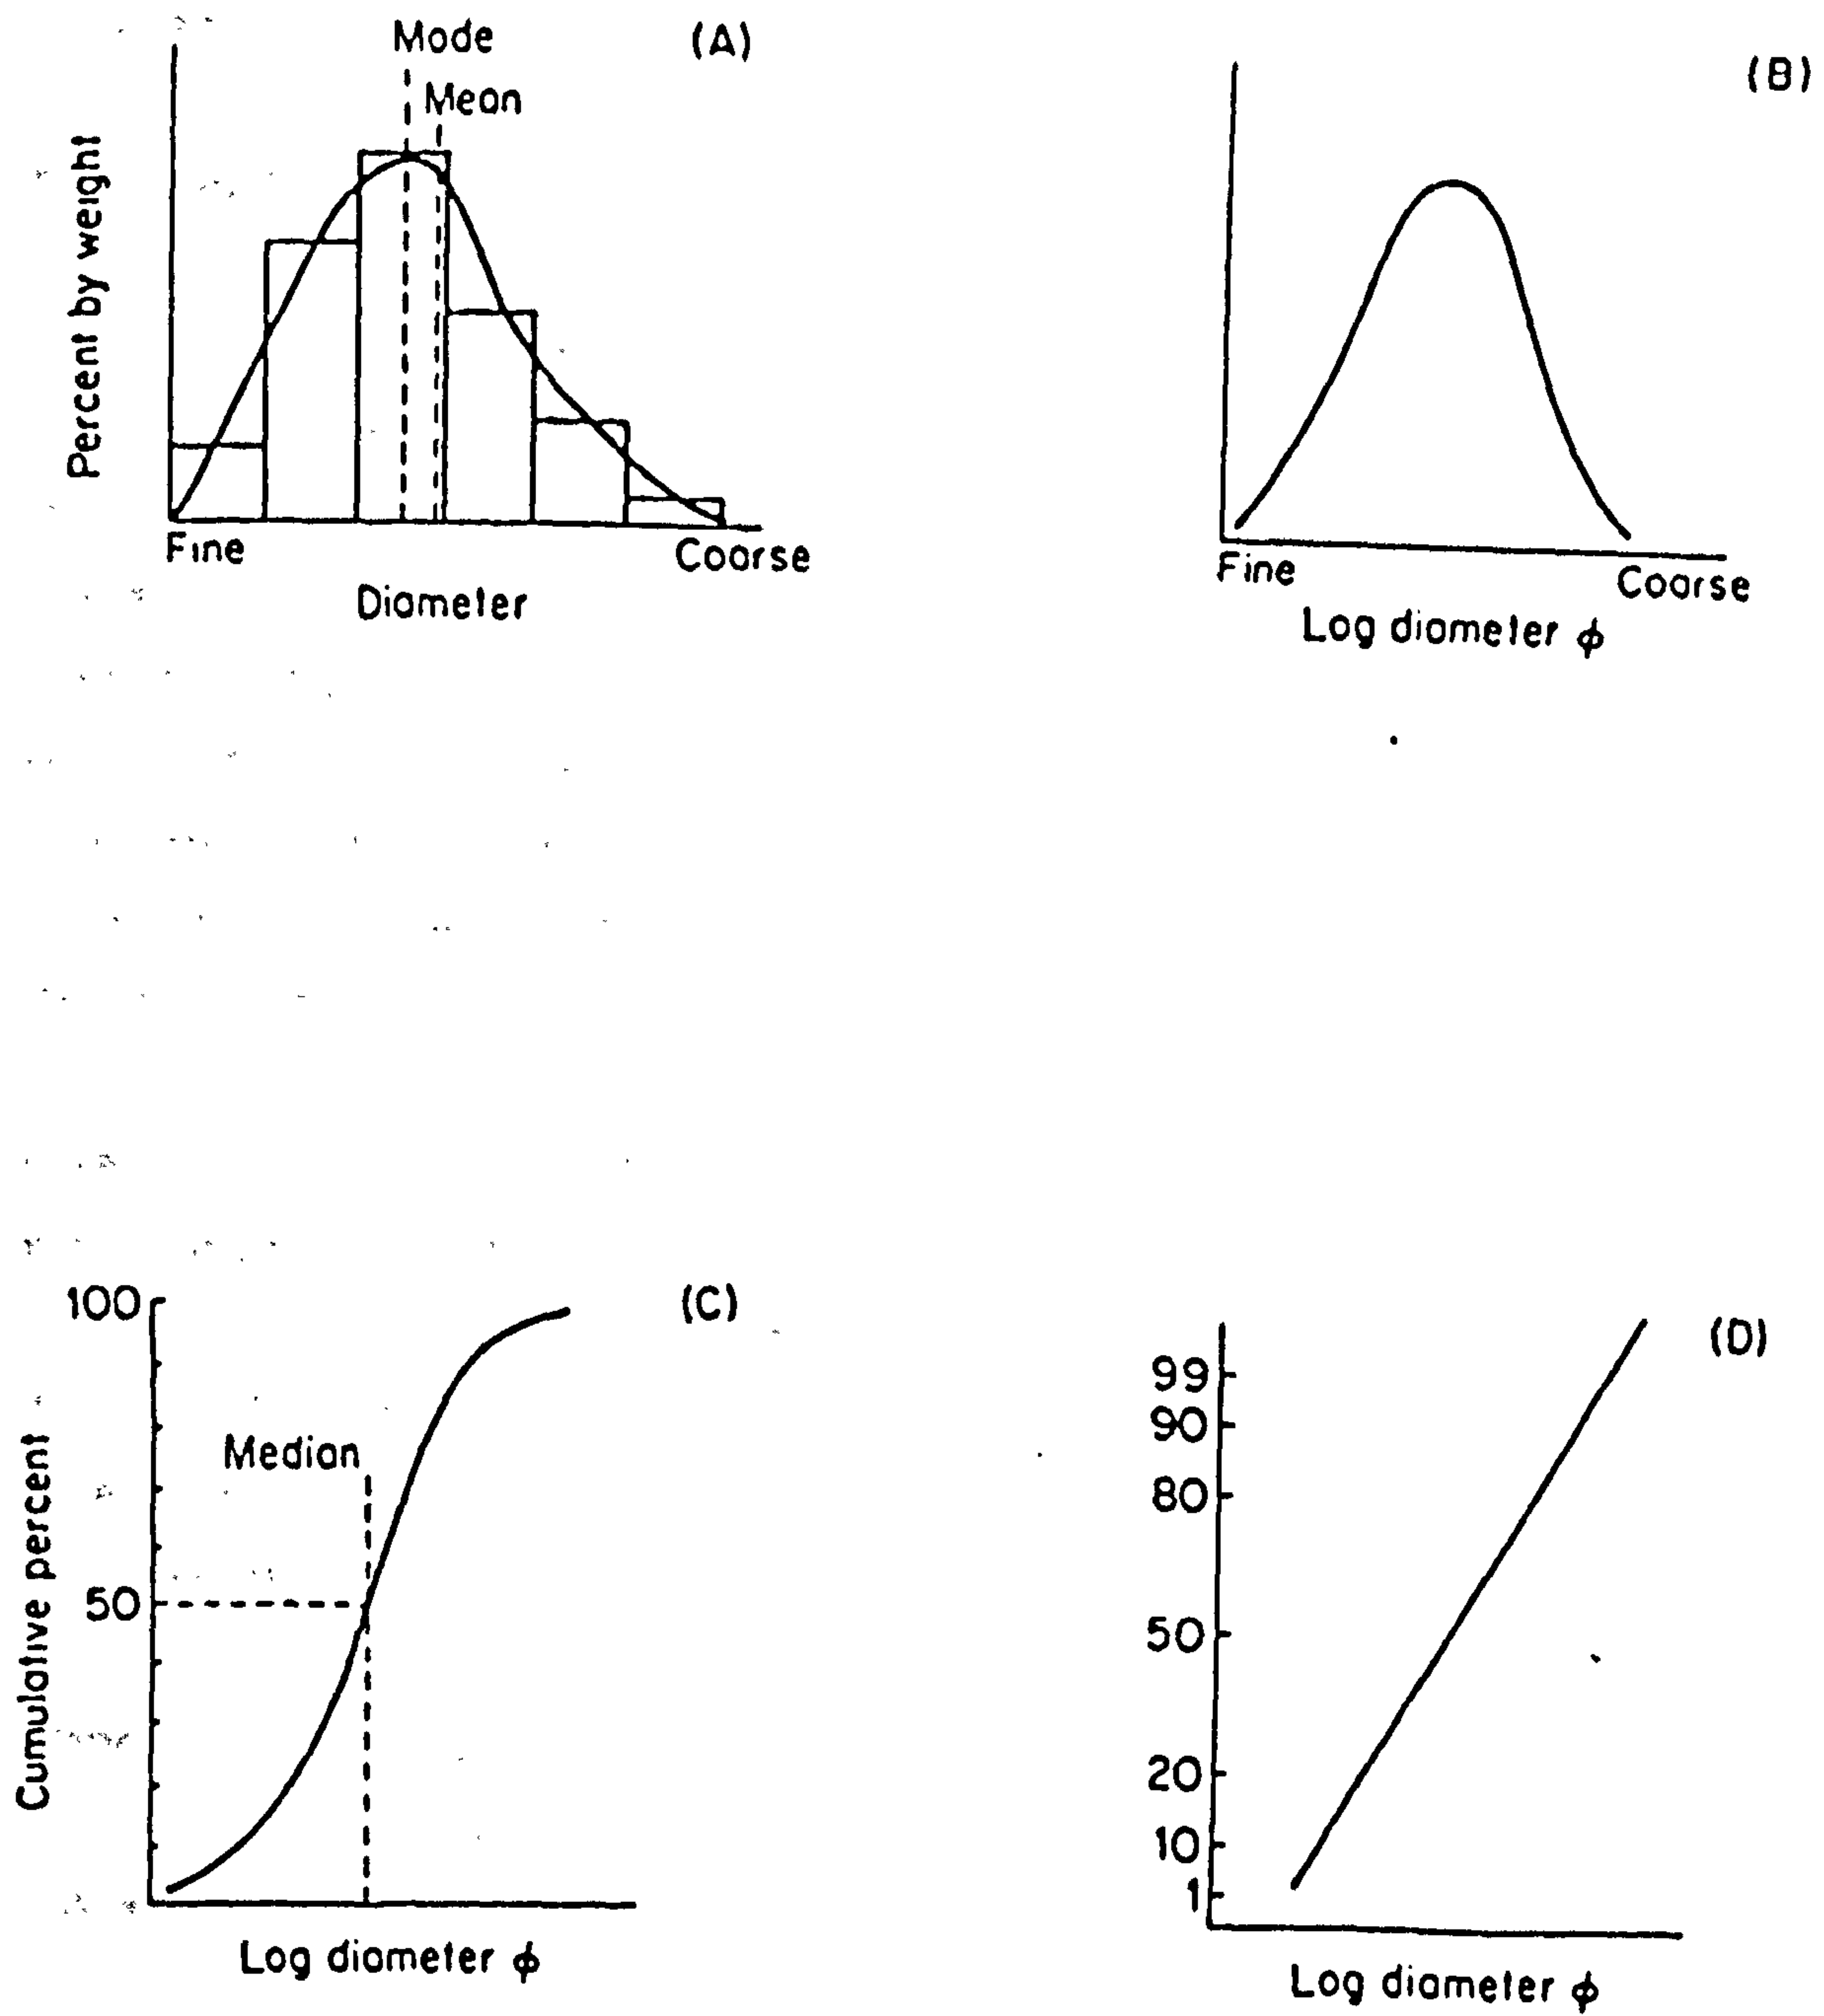 (A)
Mode
Mean
Percent by weight
Fine
Coarse
Diameter
(B)
Fine
Coarse
Log diameter ϕ
(C)
100
Median
50
Cumulative percent
Log diameter ϕ
(D)
99
90
80
50
20
10
1
Log diameter ϕ